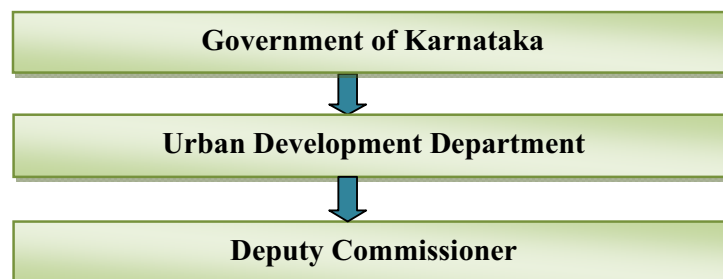 Government of Karnataka
Urban Development Department
Deputy Commissioner